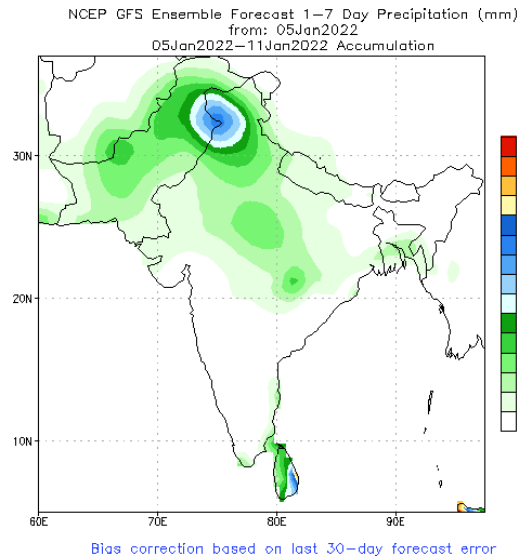 NCEP GFS Ensemble Forecast 1-7 Day Precipitation (mm)
from: 05Jan2022
05Jan2022-11Jan2022 Accumulation
30N
20N
10N
60E 70E 80E 90E
Bias correction based on last 30-day forecast error